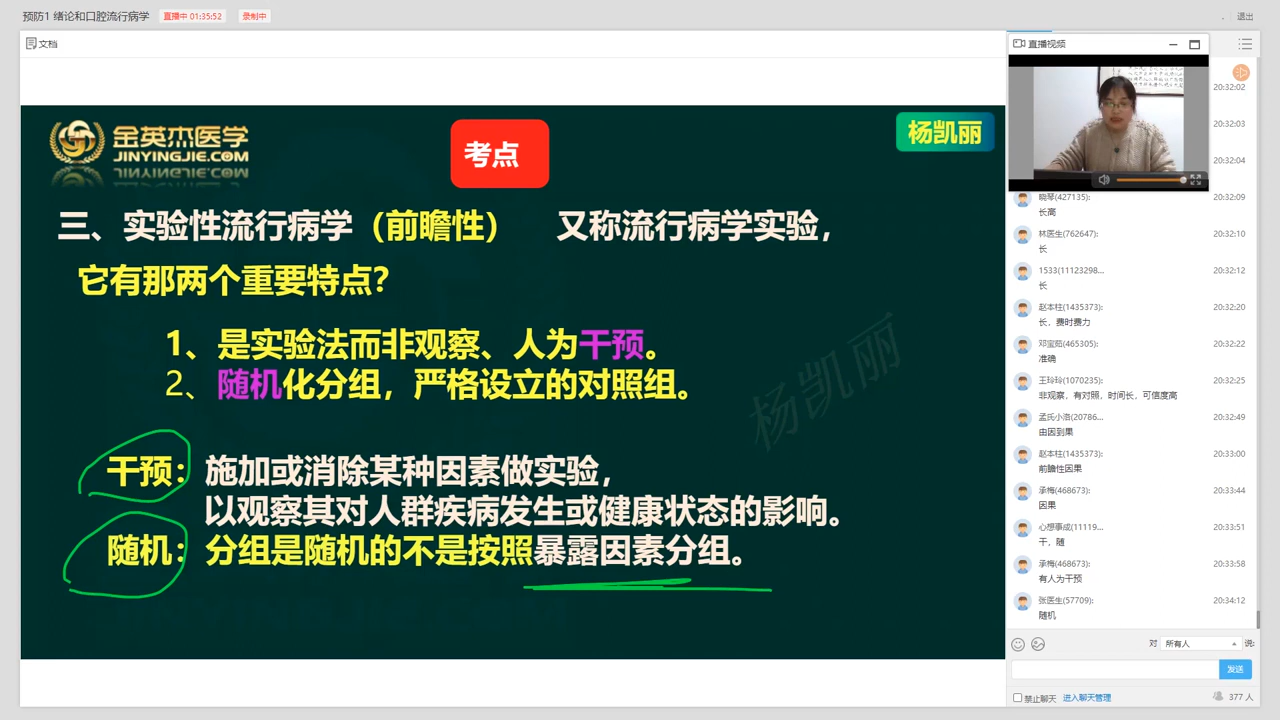 预防1 绪论和口腔流行病学 直播中 01:35:52 录制中 退出
文档
直播视频
金英杰医学
JINYINGJIE.COM
考点
杨凯丽
三、实验性流行病学（前瞻性） 又称流行病学实验，
它有那两个重要特点？
1、是实验法而非观察、人为干预。
2、随机化分组，严格设立的对照组。
杨凯丽
干预：施加或消除某种因素做实验，
以观察其对人群疾病发生或健康状态的影响。
随机：分组是随机的不是按照暴露因素分组。
20:32:02
20:32:03
20:32:04
晓琴(427135): 20:32:09
长高
林医生(762647): 20:32:10
长
1533(11123298... 20:32:12
长
赵本柱(1435373): 20:32:20
长，费时费力
邓宝茹(465305): 20:32:22
准确
王玲玲(1070235): 20:32:25
非观察，有对照，时间长，可信度高
孟氏小洛(20786... 20:32:49
由因到果
赵本柱(1435373): 20:33:00
前瞻性因果
承梅(468673): 20:33:44
因果
心想事成(11119... 20:33:51
干，随
承梅(468673): 20:33:58
有人为干预
张医生(57709): 20:34:12
随机
对 所有人 说:
发送
禁止聊天 进入聊天管理 377 人